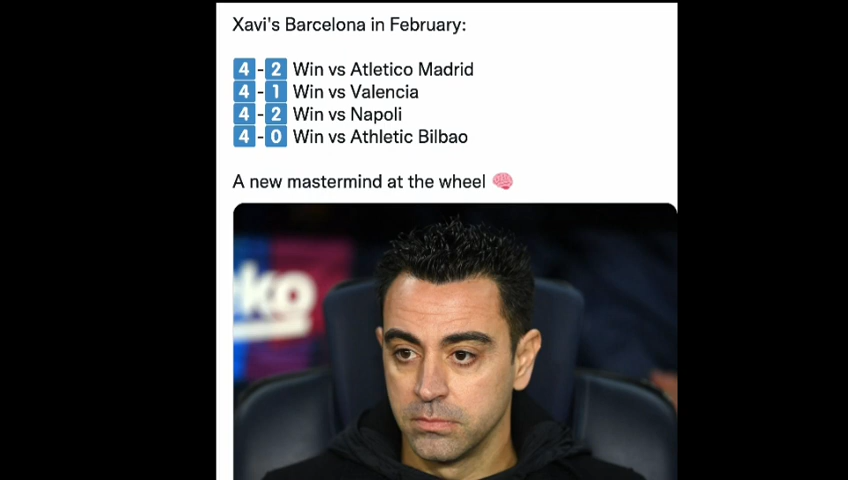 Xavi's Barcelona in February:
4-2 Win vs Atletico Madrid
4-1 Win vs Valencia
4-2 Win vs Napoli
4-0 Win vs Athletic Bilbao
A new mastermind at the wheel 🧠
ko